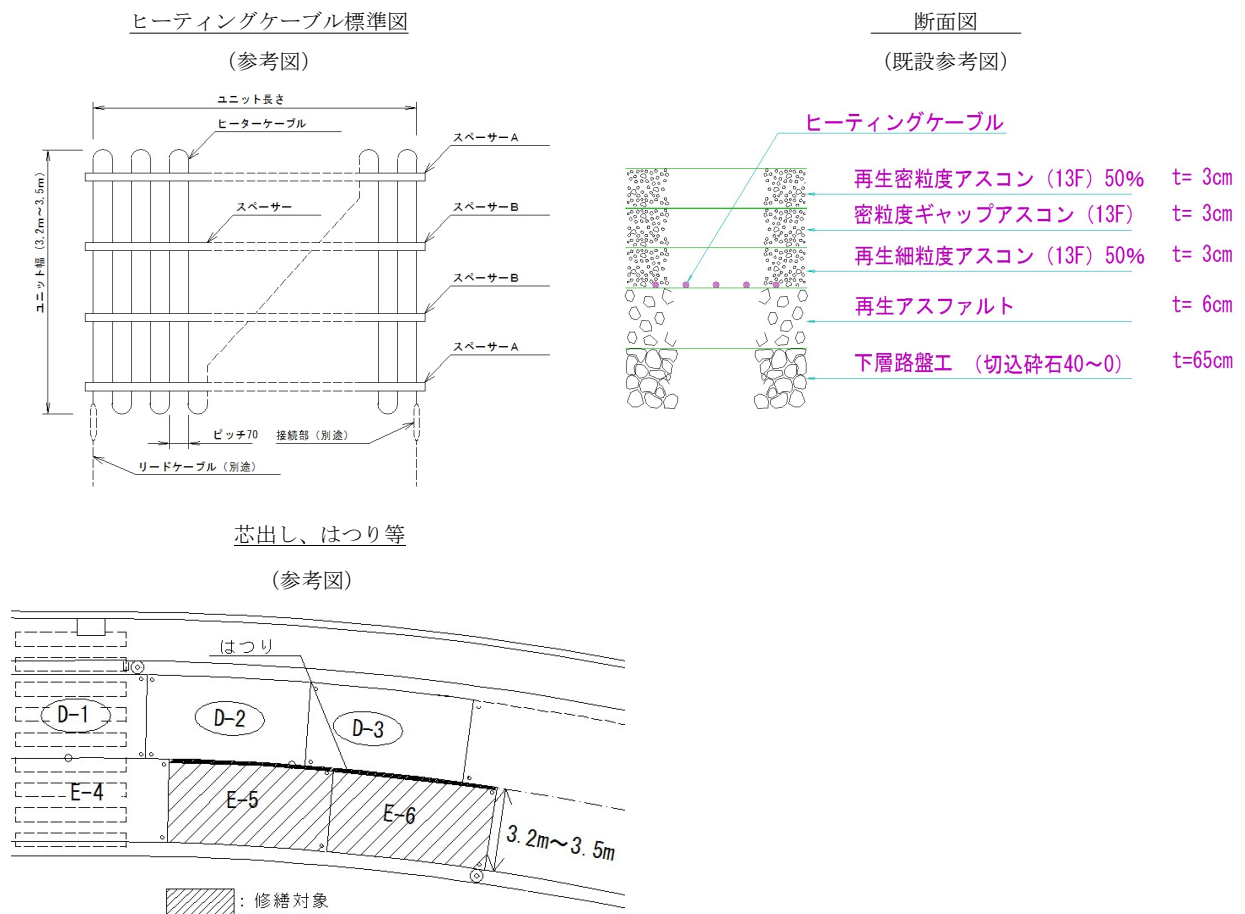 ヒーティングケーブル標準図
(参考図)
ユニット長さ
ヒーターケーブル
スペーサーA
スペーサー
スペーサーB
ユニット幅 (3.2m～3.5m)
スペーサーB
スペーサーA
ピッチ70
接続部 (別途)
リードケーブル (別途)
断面図
(既設参考図)
ヒーティングケーブル
再生密粒度アスコン (13F) 50% t= 3cm
密粒度ギャップアスコン (13F) t= 3cm
再生細粒度アスコン (13F) 50% t= 3cm
再生アスファルト t= 6cm
下層路盤工 (切込砕石40～0) t=65cm
芯出し、はつり等
(参考図)
はつり
D-1
D-2
D-3
E-4
E-5
E-6
3.2m～3.5m
: 修繕対象